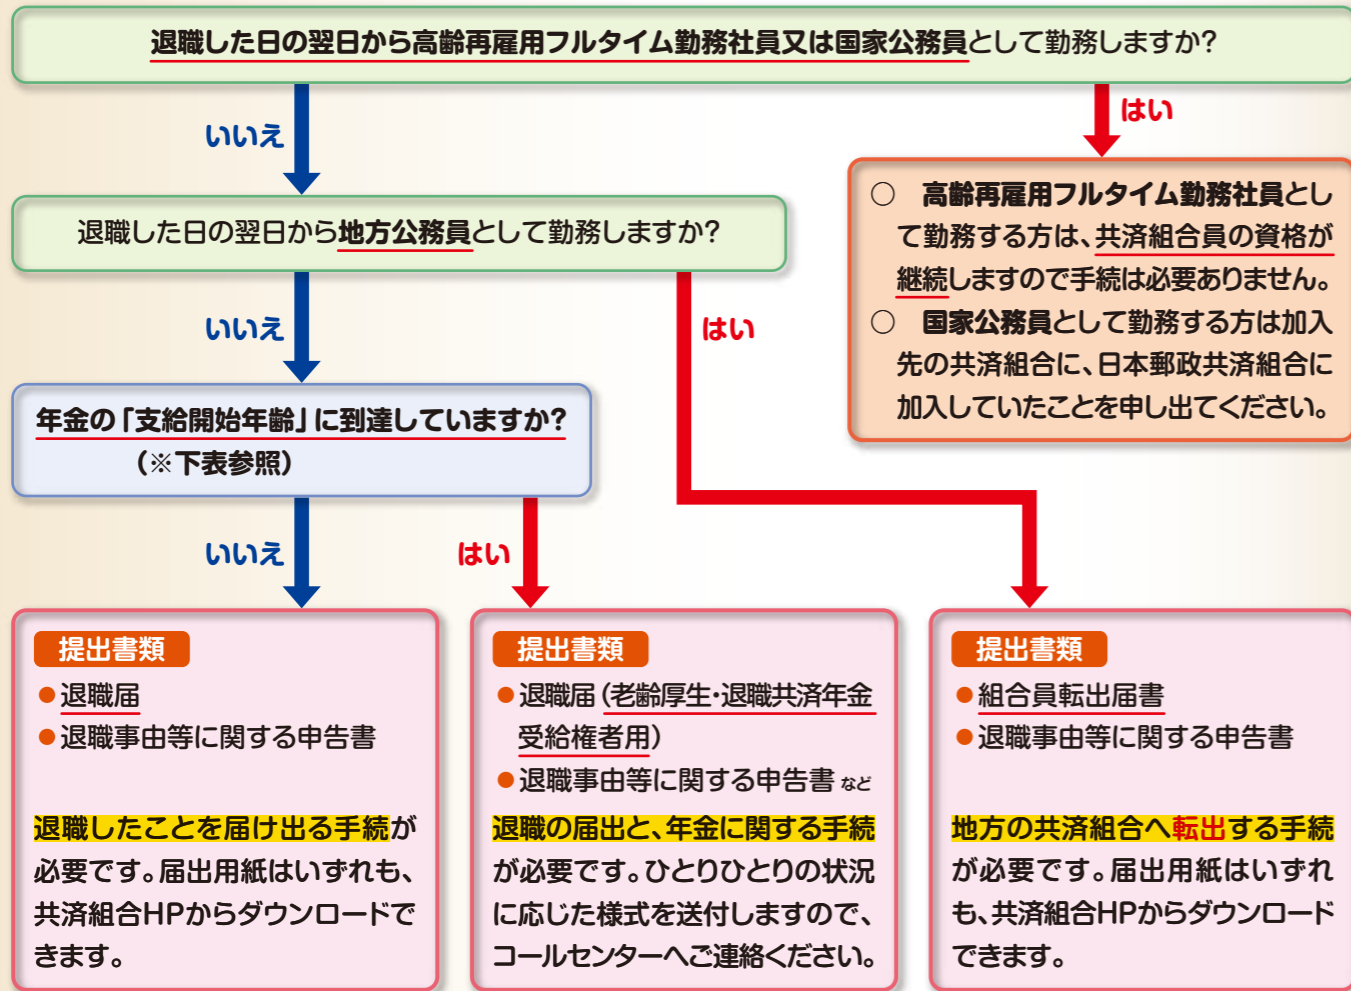 退職した日の翌日から高齢再雇用フルタイム勤務社員又は国家公務員として勤務しますか?
いいえ
はい
退職した日の翌日から地方公務員として勤務しますか?
○ 高齢再雇用フルタイム勤務社員とし
て勤務する方は、共済組合員の資格が
継続しますので手続は必要ありません。
○ 国家公務員として勤務する方は加入
先の共済組合に、日本郵政共済組合に
加入していたことを申し出てください。
いいえ
はい
年金の「支給開始年齢」に到達していますか?
(※下表参照)
いいえ
はい
提出書類
●退職届
●退職事由等に関する申告書
退職したことを届け出る手続が
必要です。届出用紙はいずれも、
共済組合HPからダウンロードで
きます。
提出書類
●退職届(老齢厚生・退職共済年金
受給権者用)
●退職事由等に関する申告書 など
退職の届出と、年金に関する手続
が必要です。ひとりひとりの状況
に応じた様式を送付しますので、
コールセンターへご連絡ください。
提出書類
●組合員転出届書
●退職事由等に関する申告書
地方の共済組合へ転出する手続
が必要です。届出用紙はいずれ
も、共済組合HPからダウンロード
できます。